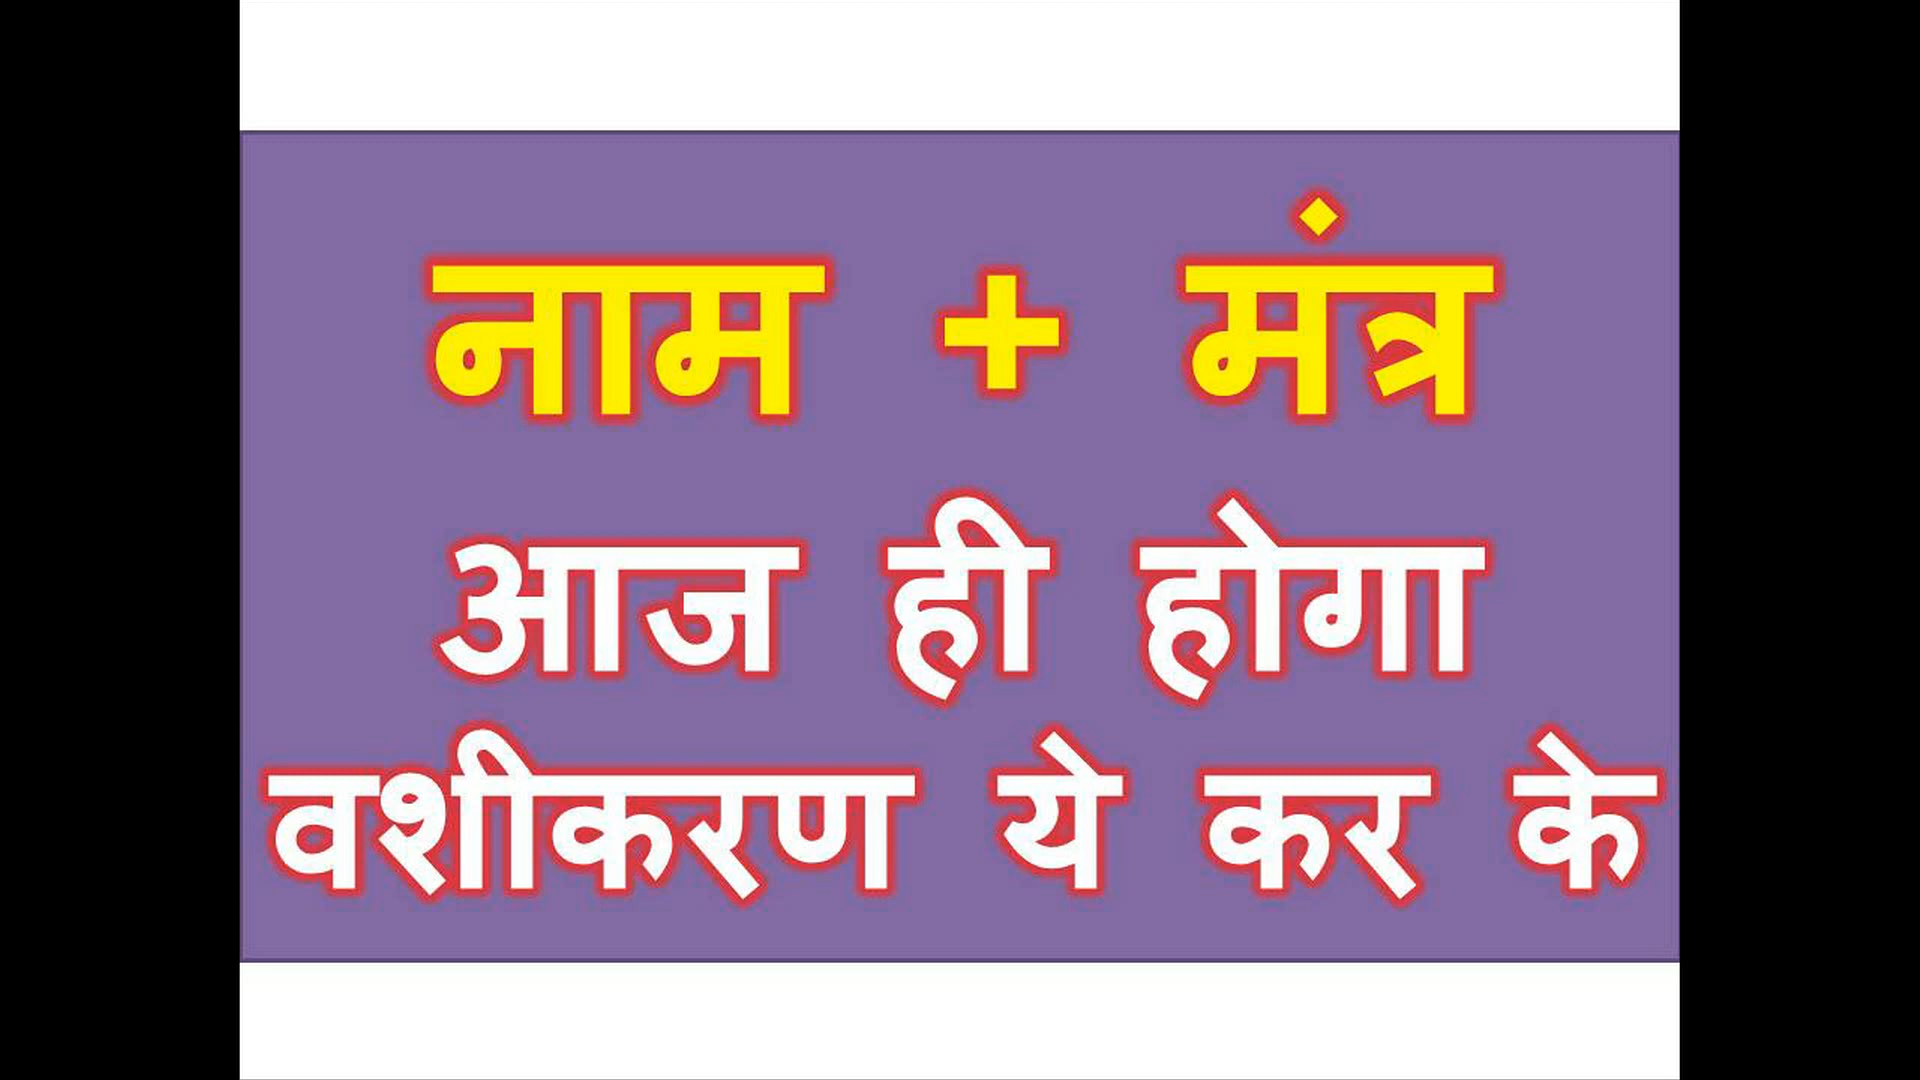 नाम + मंत्र
आज ही होगा
वशीकरण ये कर के